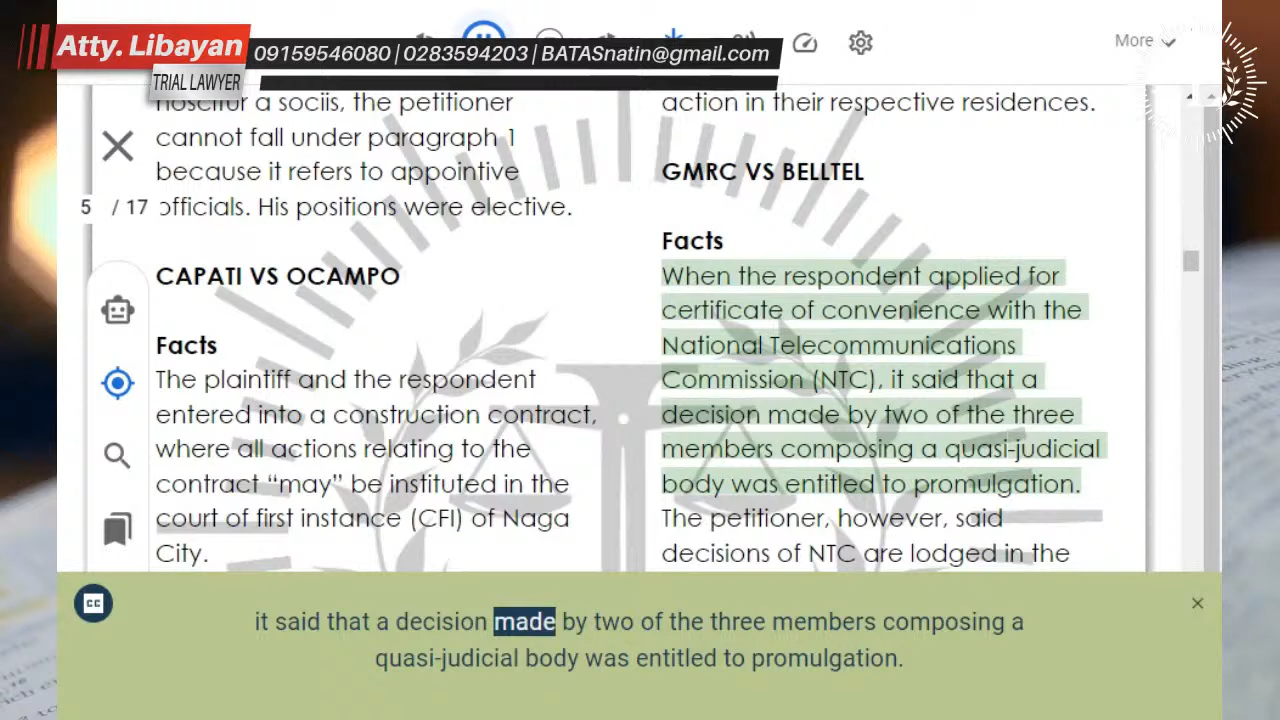 Atty. Libayan
TRIAL LAWYER
09159546080 | 0283594203 | BATASnatin@gmail.com
More
5 / 17
noscitur a sociis, the petitioner
cannot fall under paragraph 1
because it refers to appointive
officials. His positions were elective.
CAPATI VS OCAMPO
Facts
The plaintiff and the respondent
entered into a construction contract,
where all actions relating to the
contract “may” be instituted in the
court of first instance (CFI) of Naga
City.
action in their respective residences.
GMRC VS BELLTEL
Facts
When the respondent applied for
certificate of convenience with the
National Telecommunications
Commission (NTC), it said that a
decision made by two of the three
members composing a quasi-judicial
body was entitled to promulgation.
The petitioner, however, said
decisions of NTC are lodged in the
CC
it said that a decision made by two of the three members composing a
quasi-judicial body was entitled to promulgation.